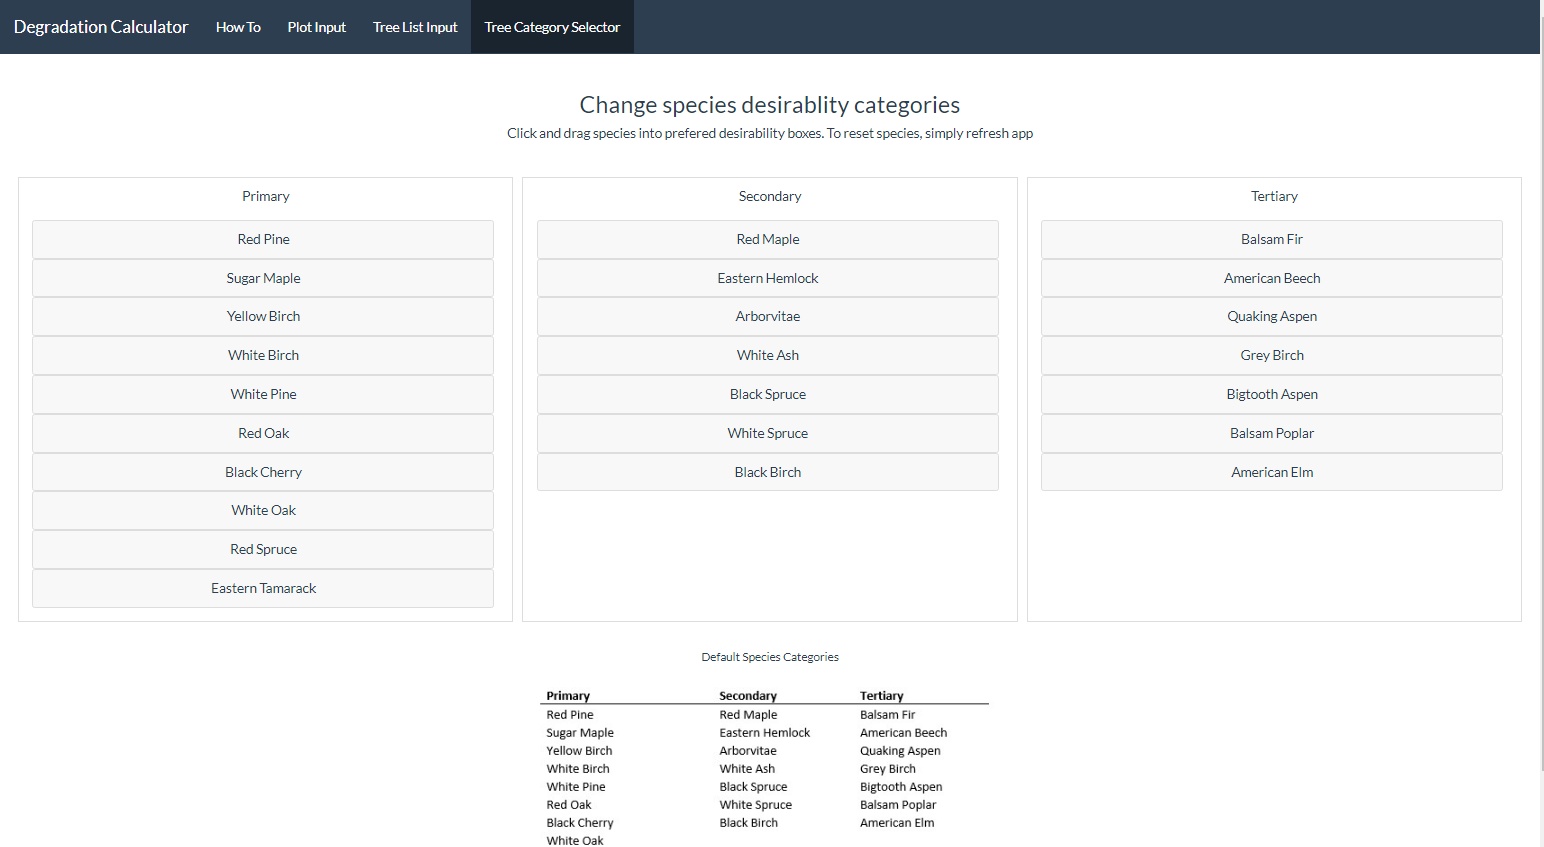 Degradation Calculator How To Plot Input Tree List Input Tree Category Selector
Change species desirablity categories
Click and drag species into prefered desirability boxes. To reset species, simply refresh app
Primary
Red Pine
Sugar Maple
Yellow Birch
White Birch
White Pine
Red Oak
Black Cherry
White Oak
Red Spruce
Eastern Tamarack
Secondary
Red Maple
Eastern Hemlock
Arborvitae
White Ash
Black Spruce
White Spruce
Black Birch
Tertiary
Balsam Fir
American Beech
Quaking Aspen
Grey Birch
Bigtooth Aspen
Balsam Poplar
American Elm
Default Species Categories
Primary Secondary Tertiary
Red Pine Red Maple Balsam Fir
Sugar Maple Eastern Hemlock American Beech
Yellow Birch Arborvitae Quaking Aspen
White Birch White Ash Grey Birch
White Pine Black Spruce Bigtooth Aspen
Red Oak White Spruce Balsam Poplar
Black Cherry Black Birch American Elm
White Oak